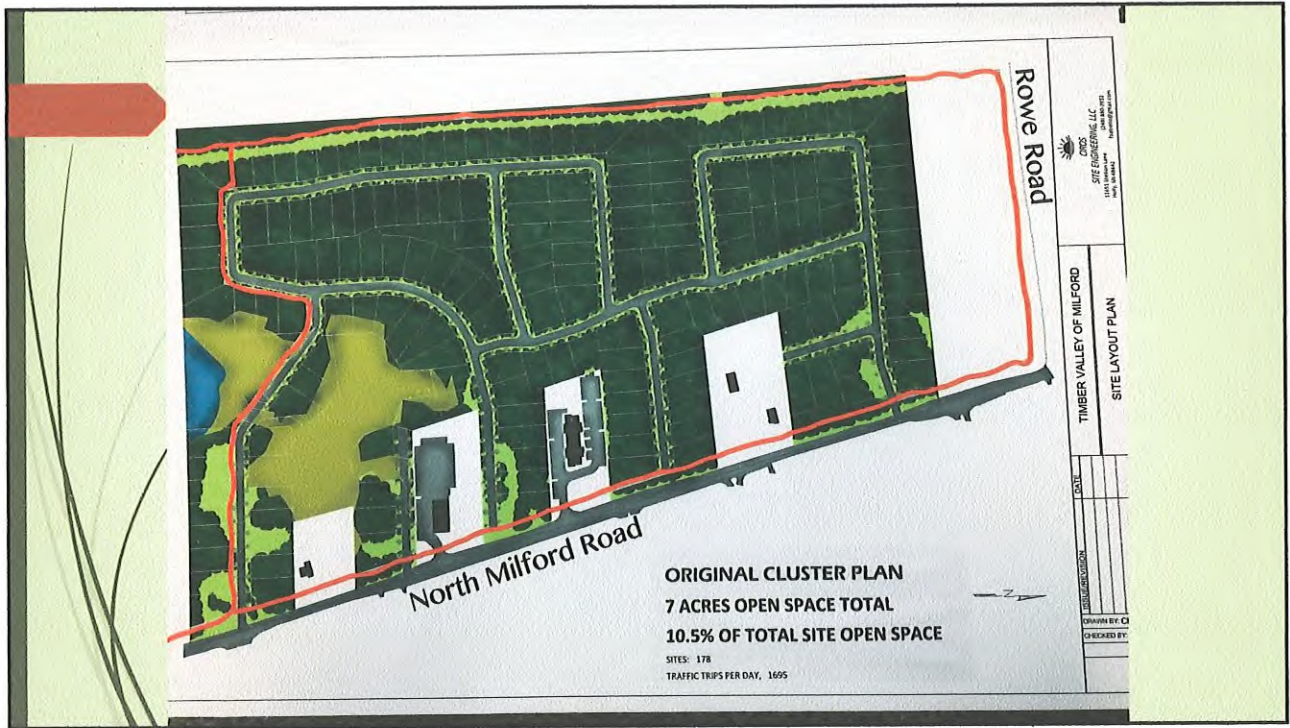 Rowe Road
North Milford Road
ORIGINAL CLUSTER PLAN
7 ACRES OPEN SPACE TOTAL
10.5% OF TOTAL SITE OPEN SPACE
SITES: 178
TRAFFIC TRIPS PER DAY, 1695
N
SITE ENGINEERING, LLC
TIMBER VALLEY OF MILFORD
SITE LAYOUT PLAN
DATE
ISSUE/REVISION
DRAWN BY:
CHECKED BY: